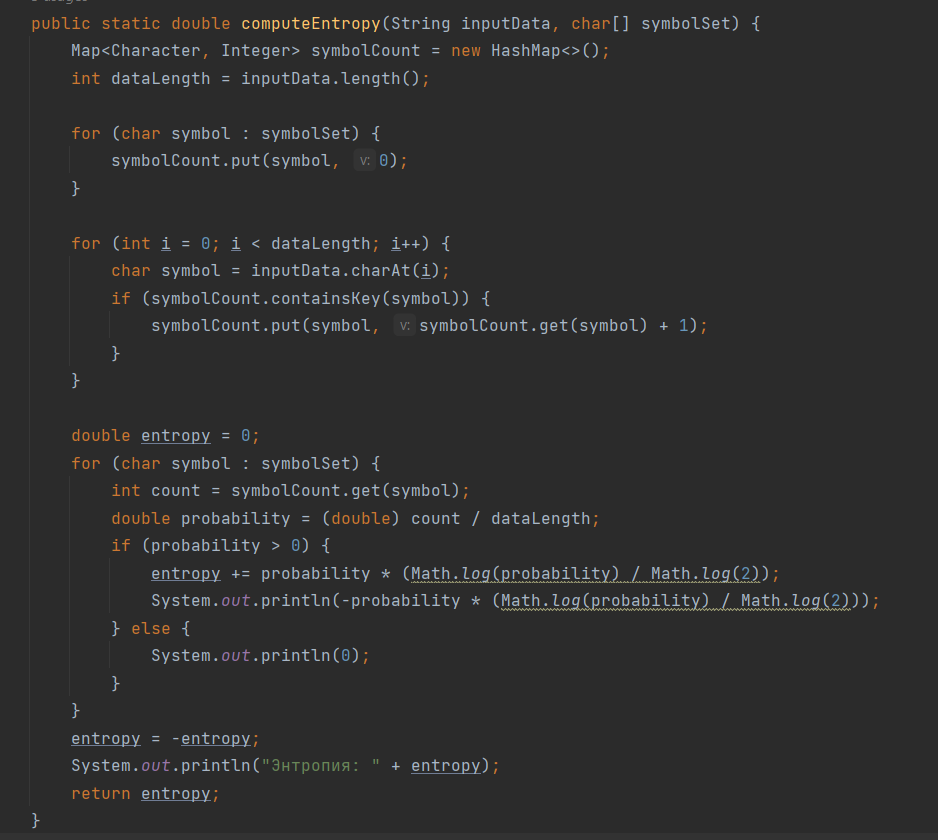 public static double computeEntropy(String inputData, char[] symbolSet) {
    Map<Character, Integer> symbolCount = new HashMap<>();
    int dataLength = inputData.length();

    for (char symbol : symbolSet) {
        symbolCount.put(symbol, v: 0);
    }

    for (int i = 0; i < dataLength; i++) {
        char symbol = inputData.charAt(i);
        if (symbolCount.containsKey(symbol)) {
            symbolCount.put(symbol, v: symbolCount.get(symbol) + 1);
        }
    }

    double entropy = 0;
    for (char symbol : symbolSet) {
        int count = symbolCount.get(symbol);
        double probability = (double) count / dataLength;
        if (probability > 0) {
            entropy += probability * (Math.log(probability) / Math.log(2));
            System.out.println(-probability * (Math.log(probability) / Math.log(2)));
        } else {
            System.out.println(0);
        }
    }
    entropy = -entropy;
    System.out.println("Энтропия: " + entropy);
    return entropy;
}